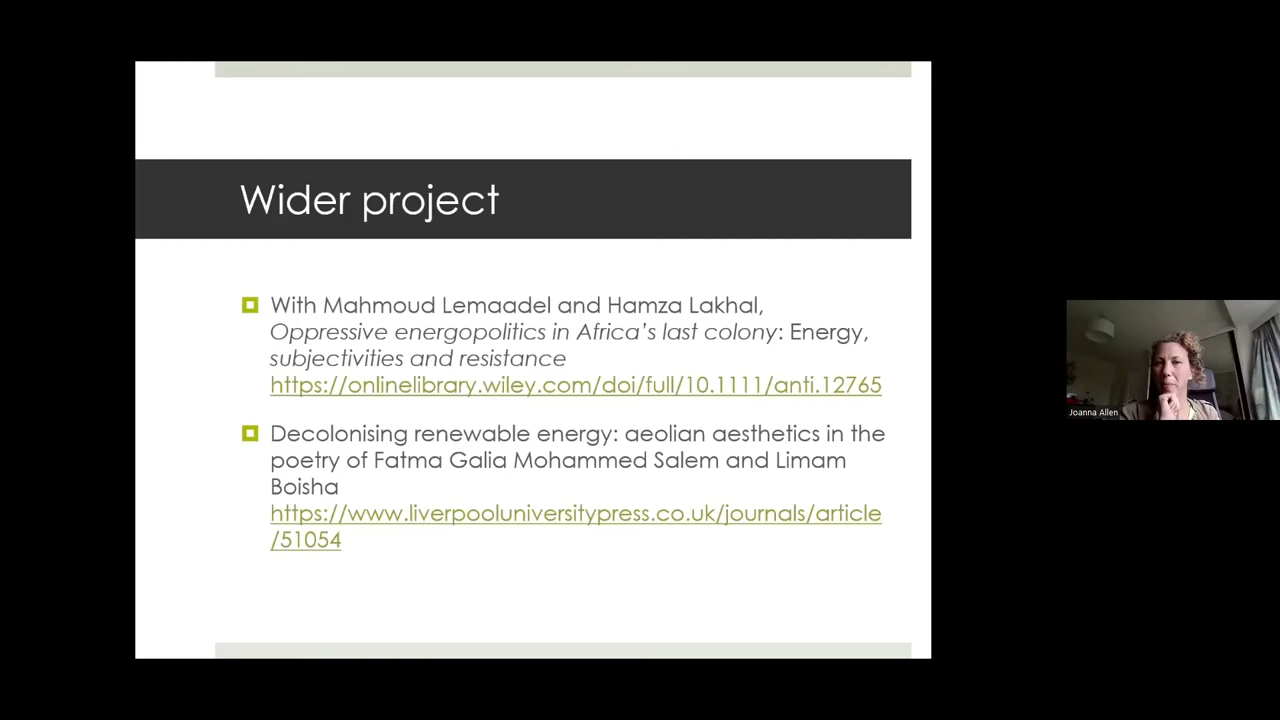 Wider project
With Mahmoud Lemaadel and Hamza Lakhal,
Oppressive energopolitics in Africa's last colony: Energy,
subjectivities and resistance
https://onlinelibrary.wiley.com/doi/full/10.1111/anti.12765
Decolonising renewable energy: aeolian aesthetics in the
poetry of Fatma Galia Mohammed Salem and Limam
Boisha
https://www.liverpooluniversitypress.co.uk/journals/article
/51054
Joanna Allen